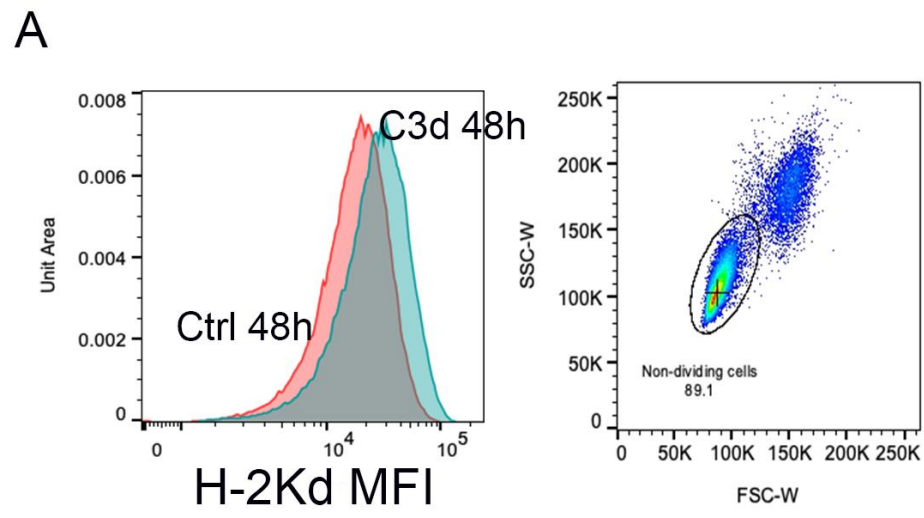 A
0.008
0.006
0.004
0.002
0
Unit Area
C3d 48h
Ctrl 48h
0
10^4
10^5
H-2Kd MFI
250K
200K
150K
100K
50K
0
SSC-W
Non-dividing cells
89.1
0 50K 100K 150K 200K 250K
FSC-W